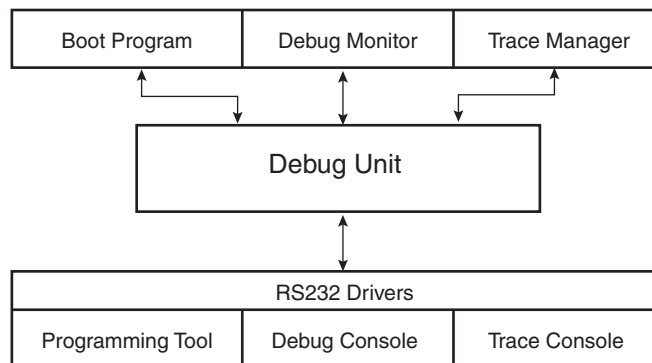 Boot Program
Debug Monitor
Trace Manager
Debug Unit
RS232 Drivers
Programming Tool
Debug Console
Trace Console